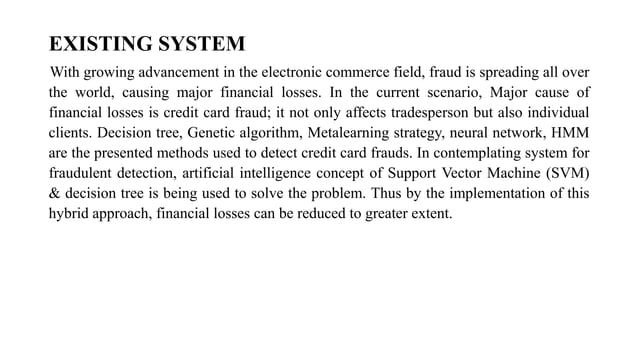 EXISTING SYSTEM
With growing advancement in the electronic commerce field, fraud is spreading all over
the world, causing major financial losses. In the current scenario, Major cause of
financial losses is credit card fraud; it not only affects tradesperson but also individual
clients. Decision tree, Genetic algorithm, Metalearning strategy, neural network, HMM
are the presented methods used to detect credit card frauds. In contemplating system for
fraudulent detection, artificial intelligence concept of Support Vector Machine (SVM)
& decision tree is being used to solve the problem. Thus by the implementation of this
hybrid approach, financial losses can be reduced to greater extent.